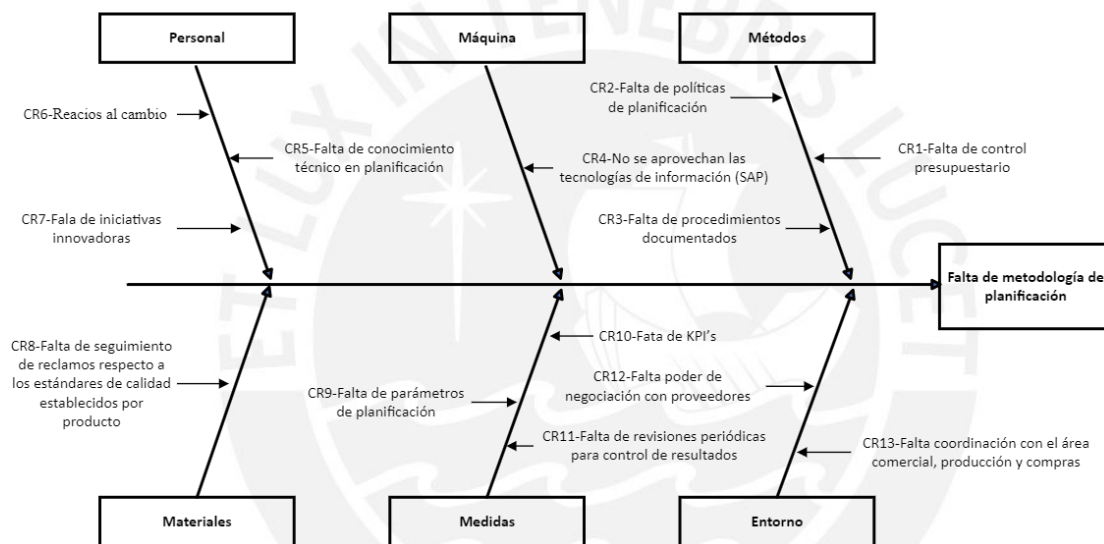 Personal
Máquina
Métodos
CR6-Reacios al cambio
CR5-Falta de conocimiento
técnico en planificación
CR7-Fala de iniciativas
innovadoras
CR4-No se aprovechan las
tecnologías de información (SAP)
CR2-Falta de políticas
de planificación
CR1-Falta de control
presupuestario
CR3-Falta de procedimientos
documentados
Falta de metodología de
planificación
CR8-Falta de seguimiento
de reclamos respecto a
los estándares de calidad
establecidos por
producto
CR10-Fata de KPI's
CR9-Falta de parámetros
de planificación
CR11-Falta de revisiones periódicas
para control de resultados
CR12-Falta poder de
negociación con proveedores
CR13-Falta coordinación con el área
comercial, producción y compras
Materiales
Medidas
Entorno
ET LUX IN TENEBRIS LUCET